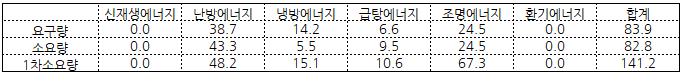 신재생에너지 난방에너지 냉방에너지 급탕에너지 조명에너지 환기에너지 합계
요구량 0.0 38.7 14.2 6.6 24.5 0.0 83.9
소요량 0.0 43.3 5.5 9.5 24.5 0.0 82.8
1차소요량 0.0 48.2 15.1 10.6 67.3 0.0 141.2